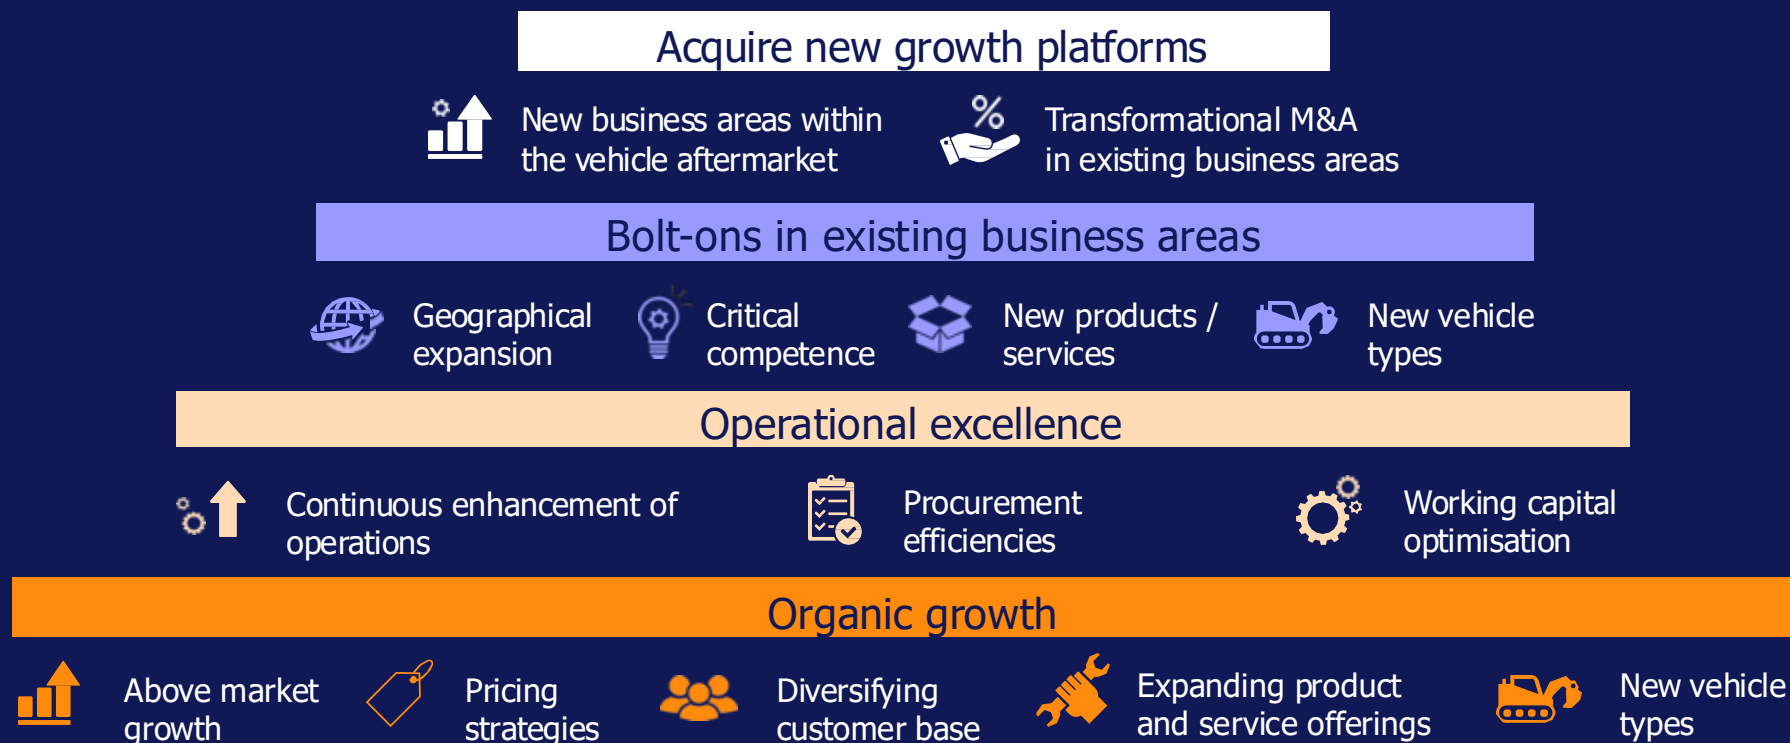 Acquire new growth platforms
New business areas within
the vehicle aftermarket
%
Transformational M&A
in existing business areas
Bolt-ons in existing business areas
Geographical
expansion
Critical
competence
New products /
services
New vehicle
types
Operational excellence
Continuous enhancement of
operations
Procurement
efficiencies
Working capital
optimisation
Organic growth
Above market
growth
Pricing
strategies
Diversifying
customer base
Expanding product
and service offerings
New vehicle
types